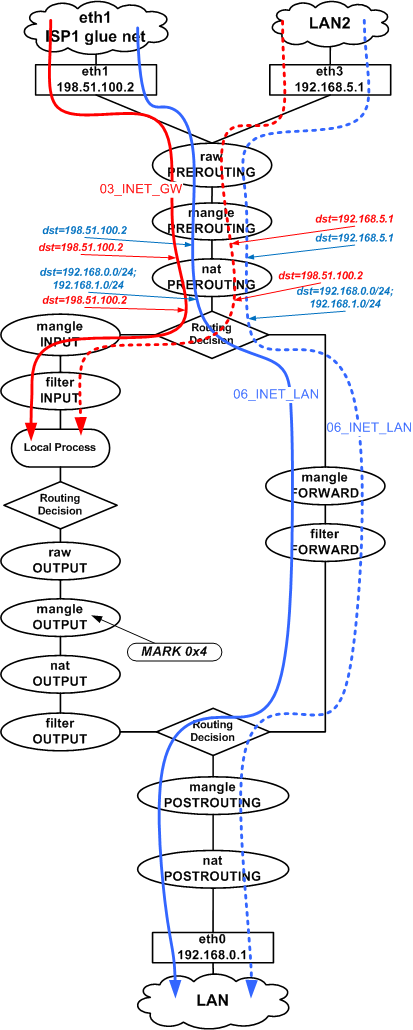 eth1
ISP1 glue net
LAN2
eth1
198.51.100.2
eth3
192.168.5.1
raw
PREROUTING
03_INET_GW
mangle
PREROUTING
dst=198.51.100.2
dst=198.51.100.2
dst=192.168.5.1
dst=192.168.5.1
nat
PREROUTING
dst=192.168.0.0/24;
192.168.1.0/24
dst=198.51.100.2
dst=198.51.100.2
dst=192.168.0.0/24;
192.168.1.0/24
mangle
INPUT
Routing
Decision
filter
INPUT
06_INET_LAN
06_INET_LAN
Local Process
mangle
FORWARD
Routing
Decision
filter
FORWARD
raw
OUTPUT
mangle
OUTPUT
MARK 0x4
nat
OUTPUT
filter
OUTPUT
Routing
Decision
mangle
POSTROUTING
nat
POSTROUTING
eth0
192.168.0.1
LAN